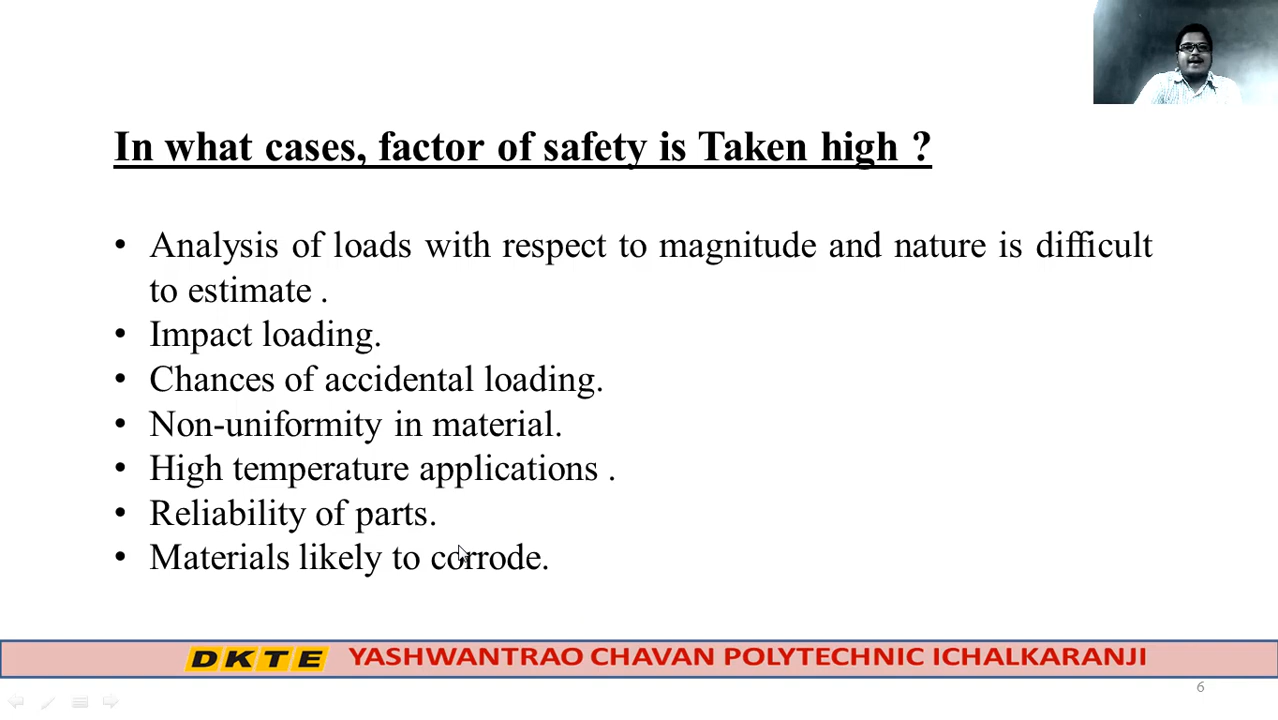 In what cases, factor of safety is Taken high ?
• Analysis of loads with respect to magnitude and nature is difficult
to estimate .
• Impact loading.
• Chances of accidental loading.
• Non-uniformity in material.
• High temperature applications .
• Reliability of parts.
• Materials likely to corrode.
DKTE YASHWANTRAO CHAVAN POLYTECHNIC ICHALKARANJI
6